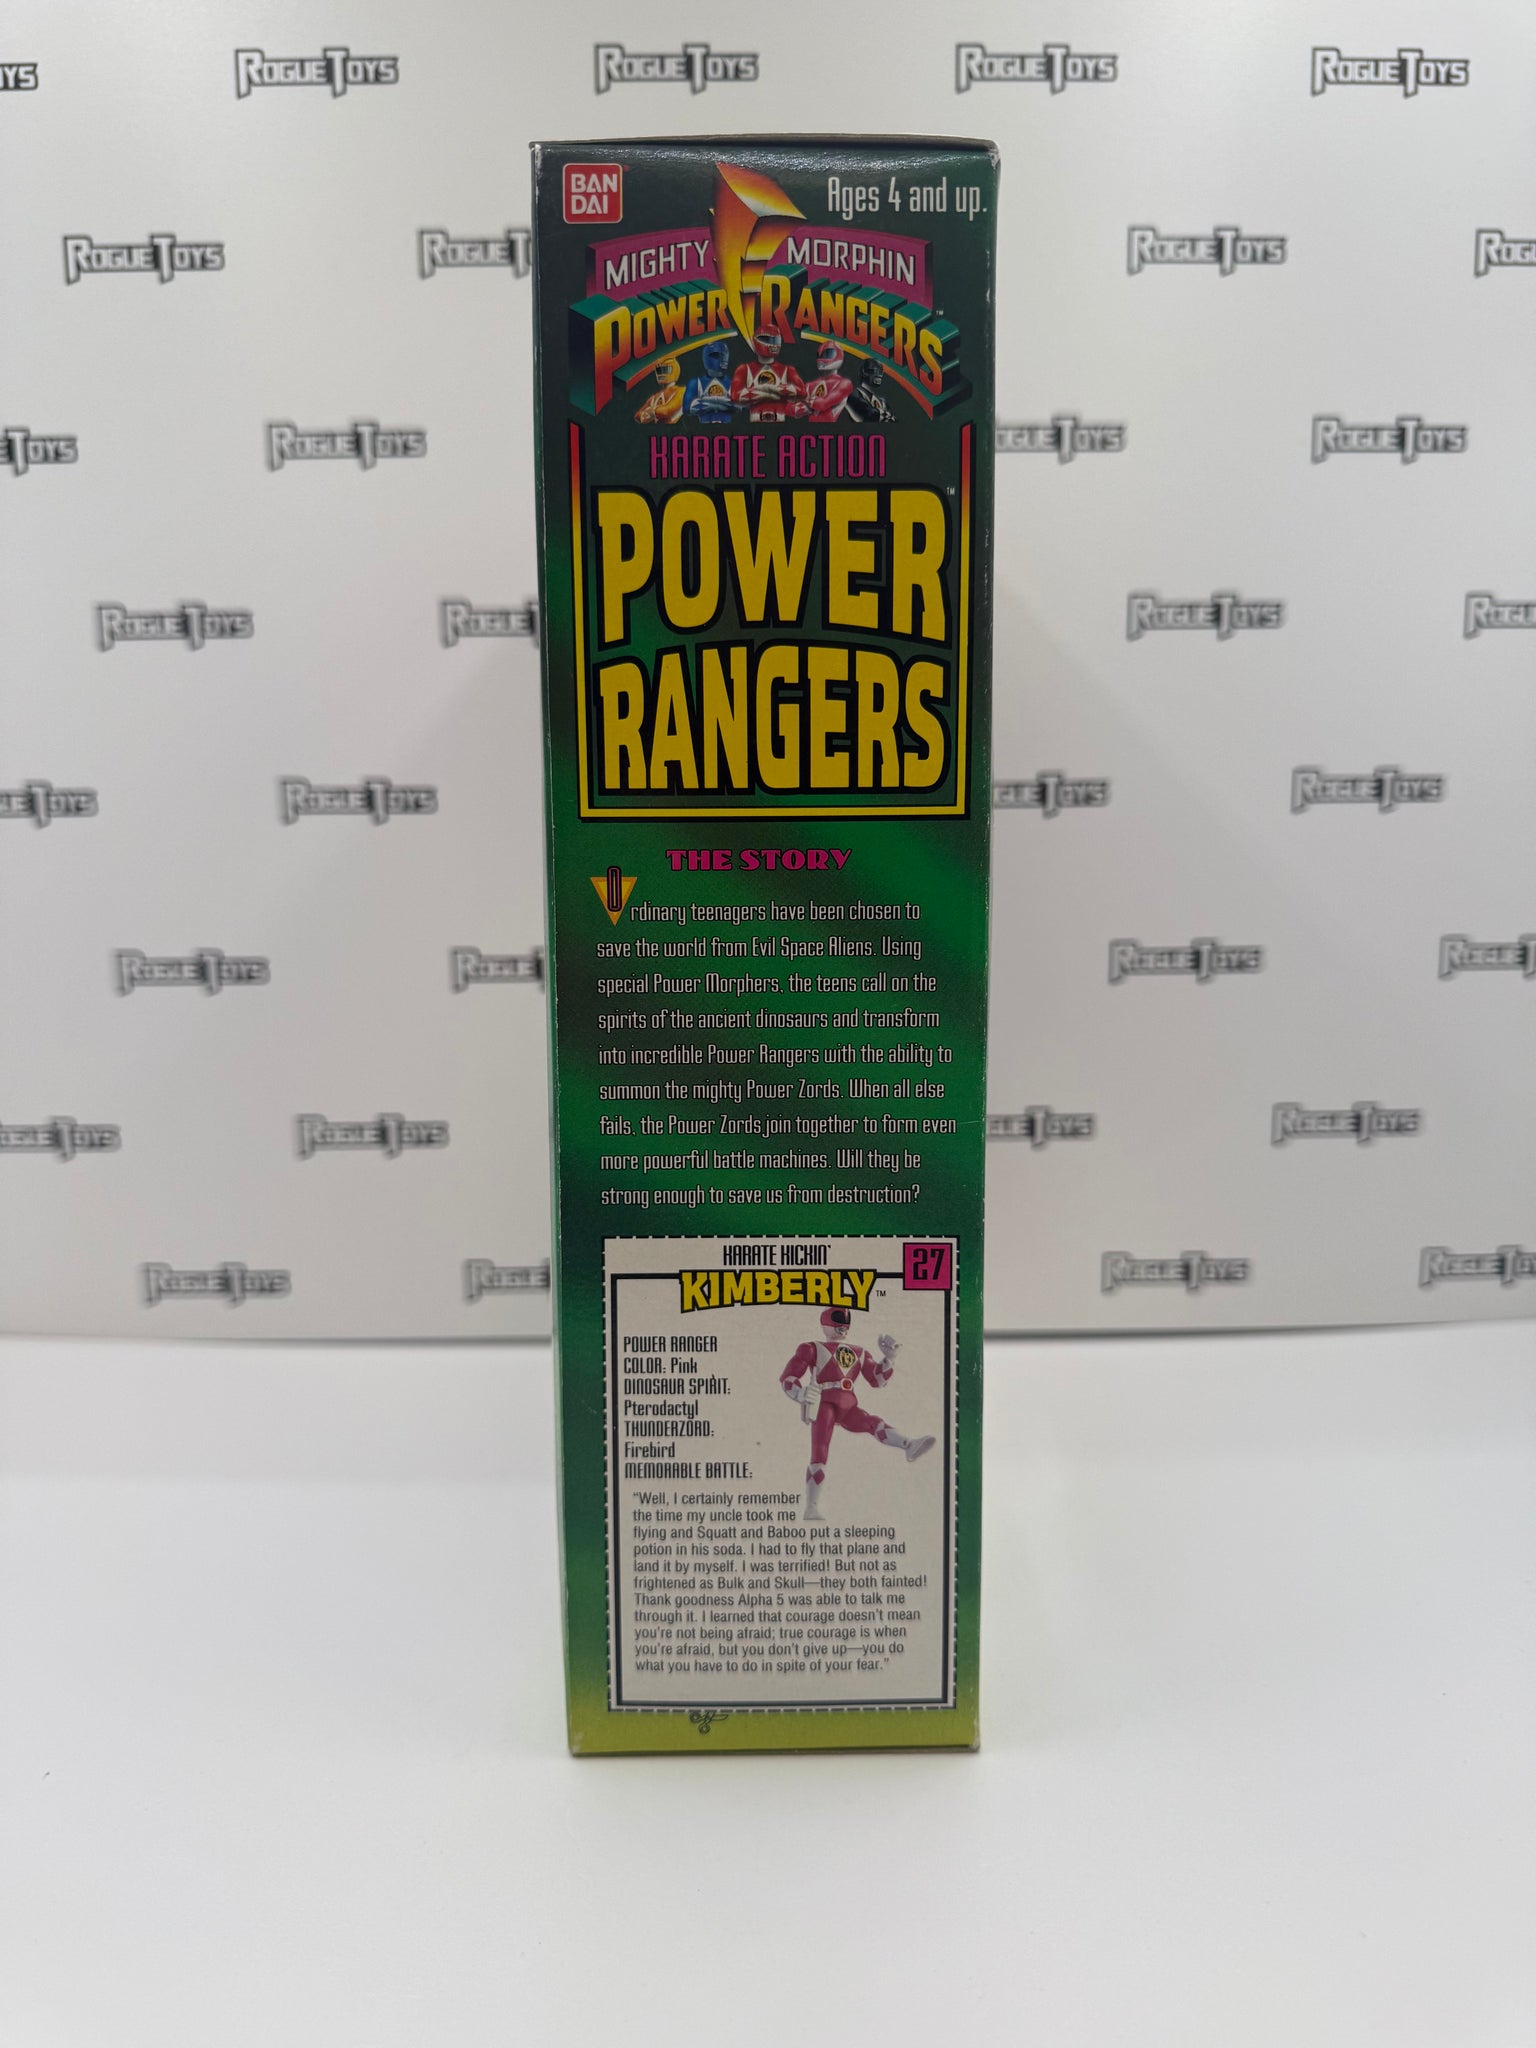 ROGUE TOYS
BAN
DAI
Ages 4 and up.
MIGHTY MORPHIN
POWER RANGERS™
KARATE ACTION
POWER™
RANGERS
THE STORY
Ordinary teenagers have been chosen to
save the world from Evil Space Aliens. Using
special Power Morphers, the teens call on the
spirits of the ancient dinosaurs and transform
into incredible Power Rangers with the ability to
summon the mighty Power Zords. When all else
fails, the Power Zords join together to form even
more powerful battle machines. Will they be
strong enough to save us from destruction?
KARATE KICKIN'
27
KIMBERLY™
POWER RANGER
COLOR: Pink
DINOSAUR SPIRIT:
Pterodactyl
THUNDERZORD:
Firebird
MEMORABLE BATTLE:
"Well, I certainly remember
the time my uncle took me
flying and Squatt and Baboo put a sleeping
potion in his soda. I had to fly that plane and
land it by myself. I was terrified! But not as
frightened as Bulk and Skull—they both fainted!
Thank goodness Alpha 5 was able to talk me
through it. I learned that courage doesn't mean
you're not being afraid; true courage is when
you're afraid, but you don't give up—you do
what you have to do in spite of your fear."